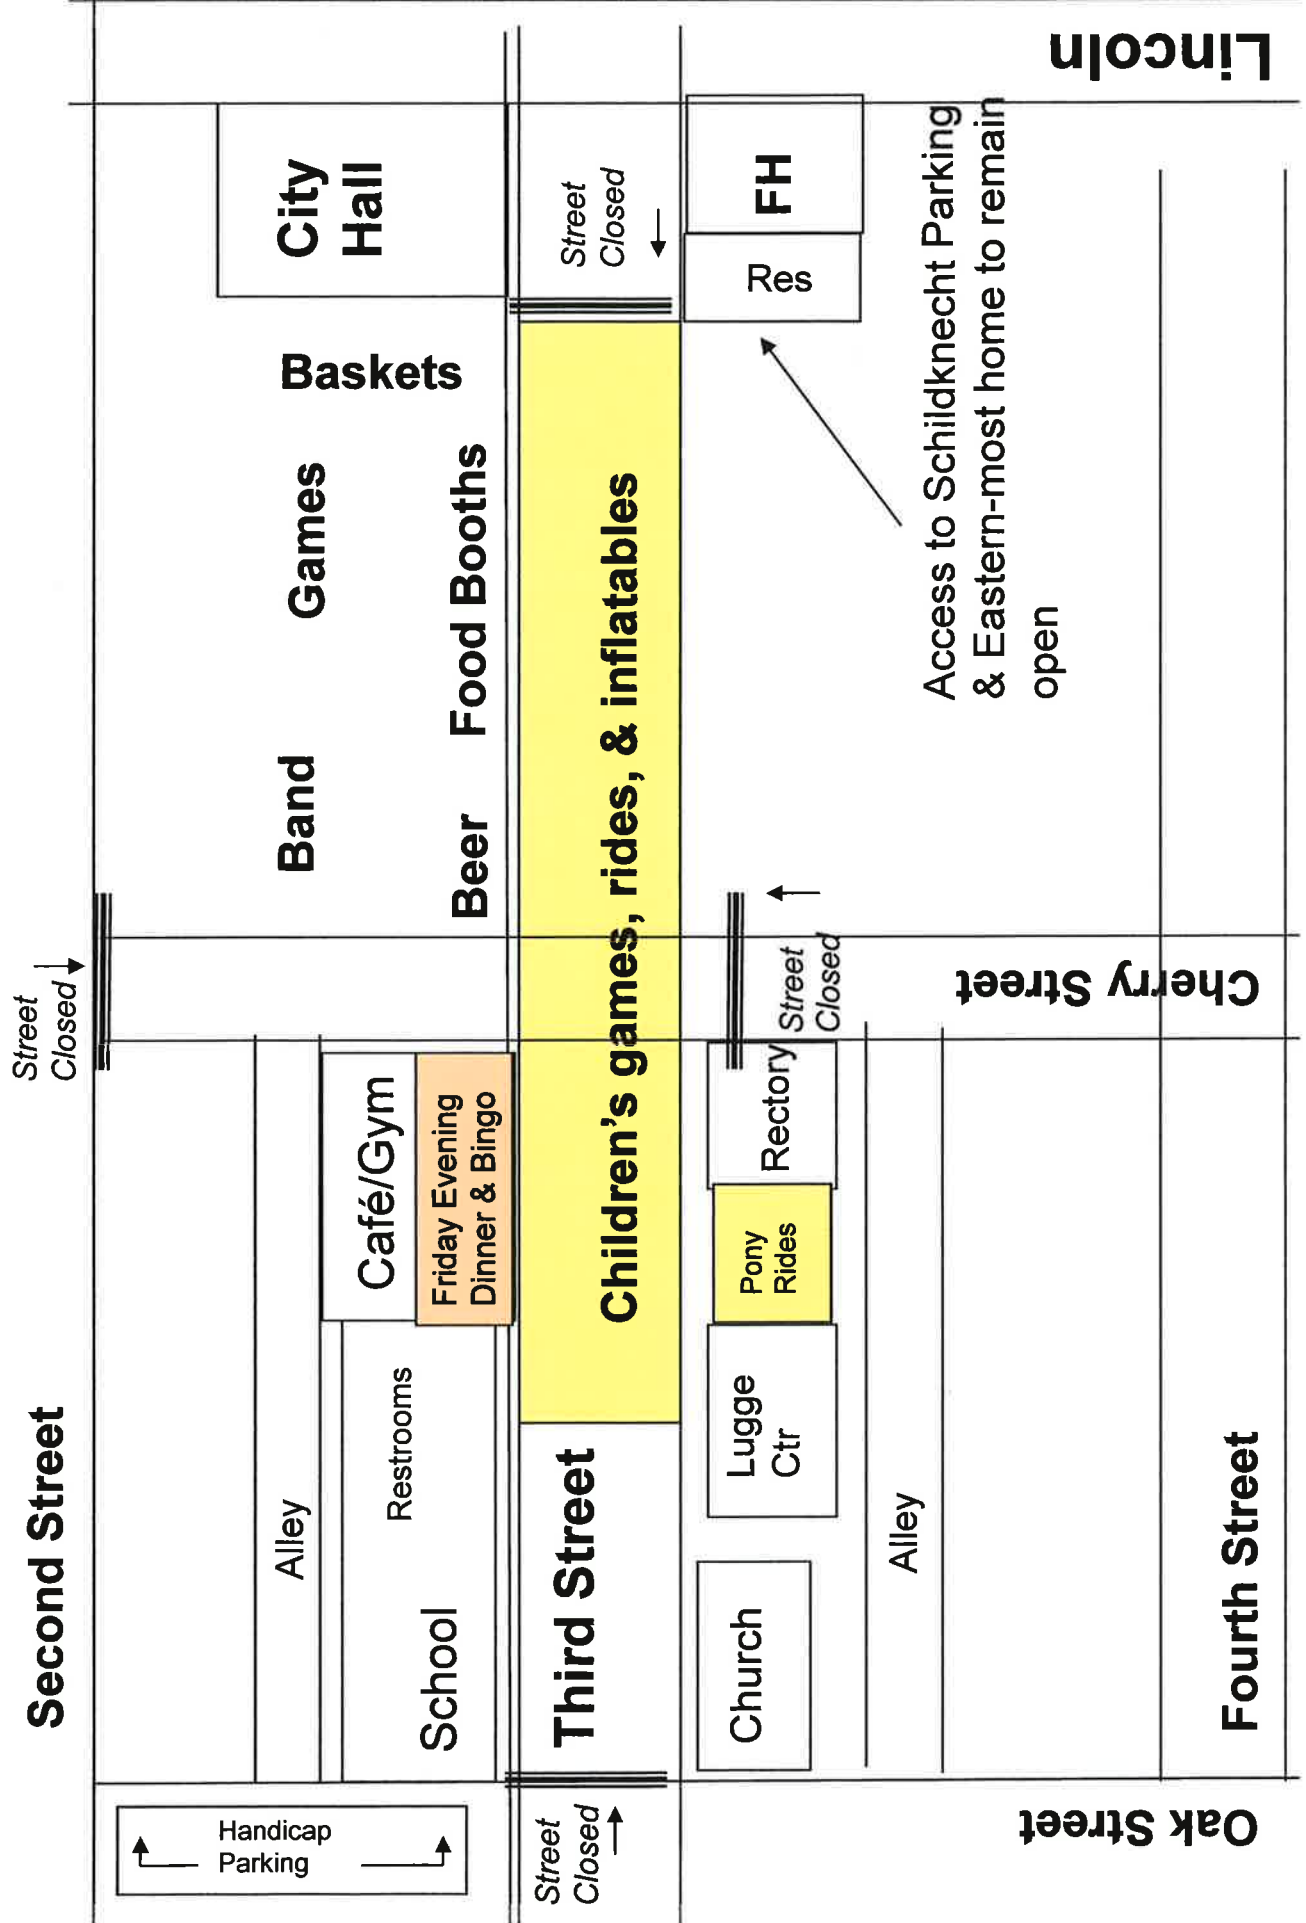 Second Street
Street
Closed
Handicap
Parking
Alley
School
Restrooms
Café/Gym
Friday Evening
Dinner & Bingo
Band
Games
Baskets
City
Hall
Beer
Food Booths
Street
Closed
Third Street
Children's games, rides, & inflatables
Street
Closed
Church
Lugge
Ctr
Pony
Rides
Rectory
Street
Closed
Res
FH
Alley
Access to Schildknecht Parking
& Eastern-most home to remain
open
Fourth Street
Oak Street
Cherry Street
Lincoln